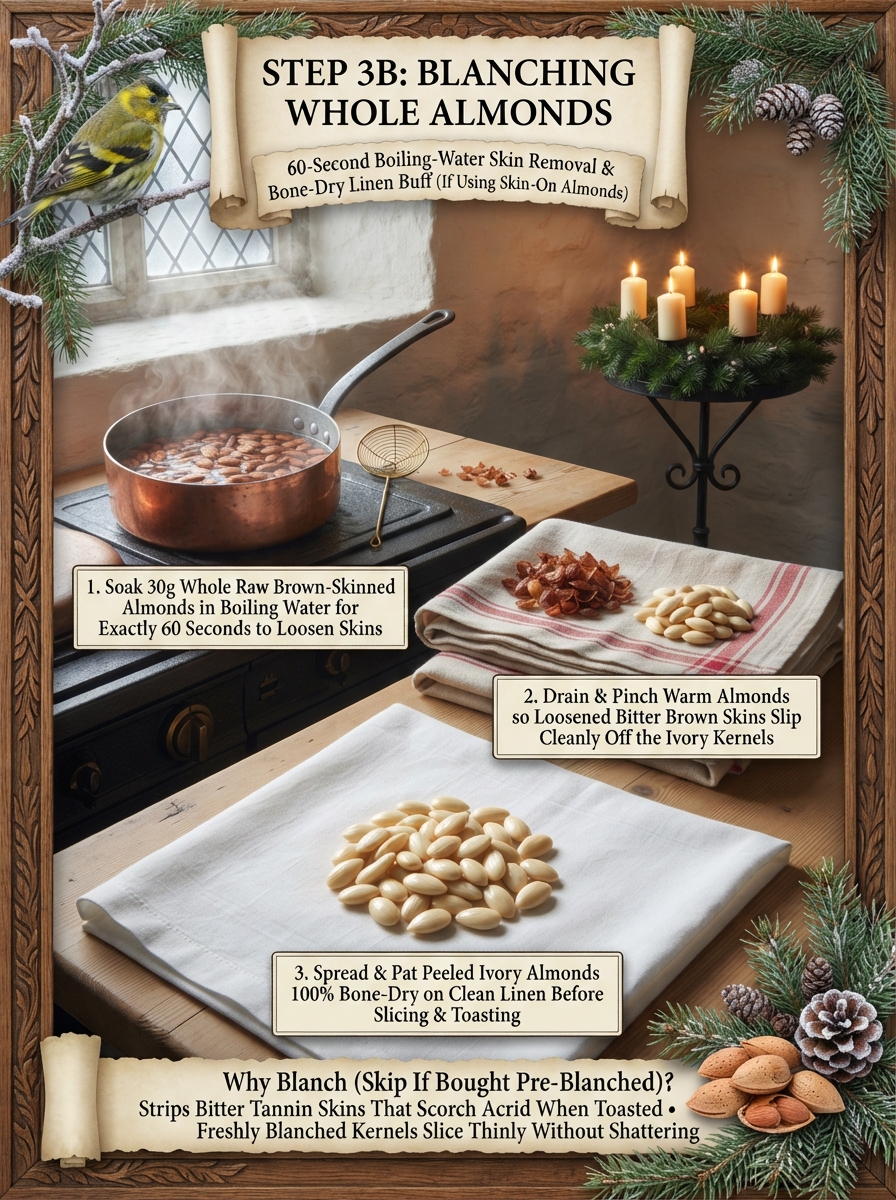 STEP 3B: BLANCHING
WHOLE ALMONDS
60-Second Boiling-Water Skin Removal &
Bone-Dry Linen Buff (If Using Skin-On Almonds)
1. Soak 30g Whole Raw Brown-Skinned
Almonds in Boiling Water for
Exactly 60 Seconds to Loosen Skins
2. Drain & Pinch Warm Almonds
so Loosened Bitter Brown Skins Slip
Cleanly Off the Ivory Kernels
3. Spread & Pat Peeled Ivory Almonds
100% Bone-Dry on Clean Linen Before
Slicing & Toasting
Why Blanch (Skip If Bought Pre-Blanched)?
Strips Bitter Tannin Skins That Scorch Acrid When Toasted •
Freshly Blanched Kernels Slice Thinly Without Shattering